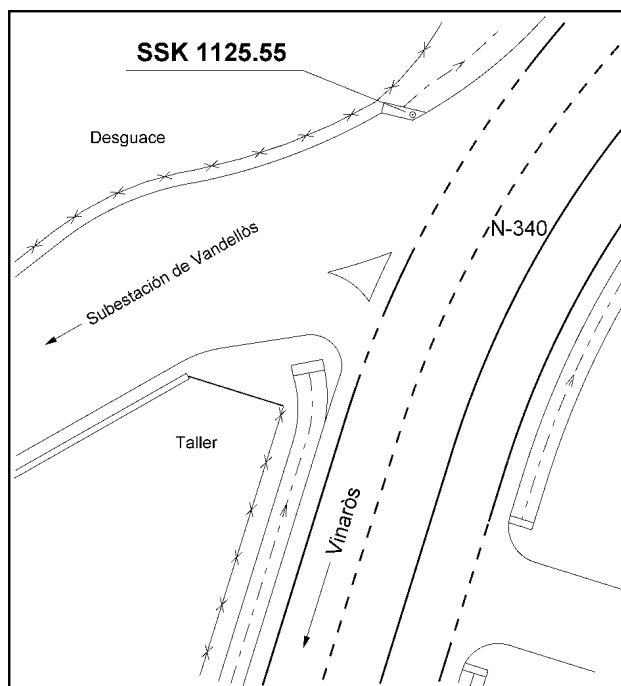 SSK 1125.55
Desguace
N-340
Subestación de Vandellòs
Taller
Vinaròs